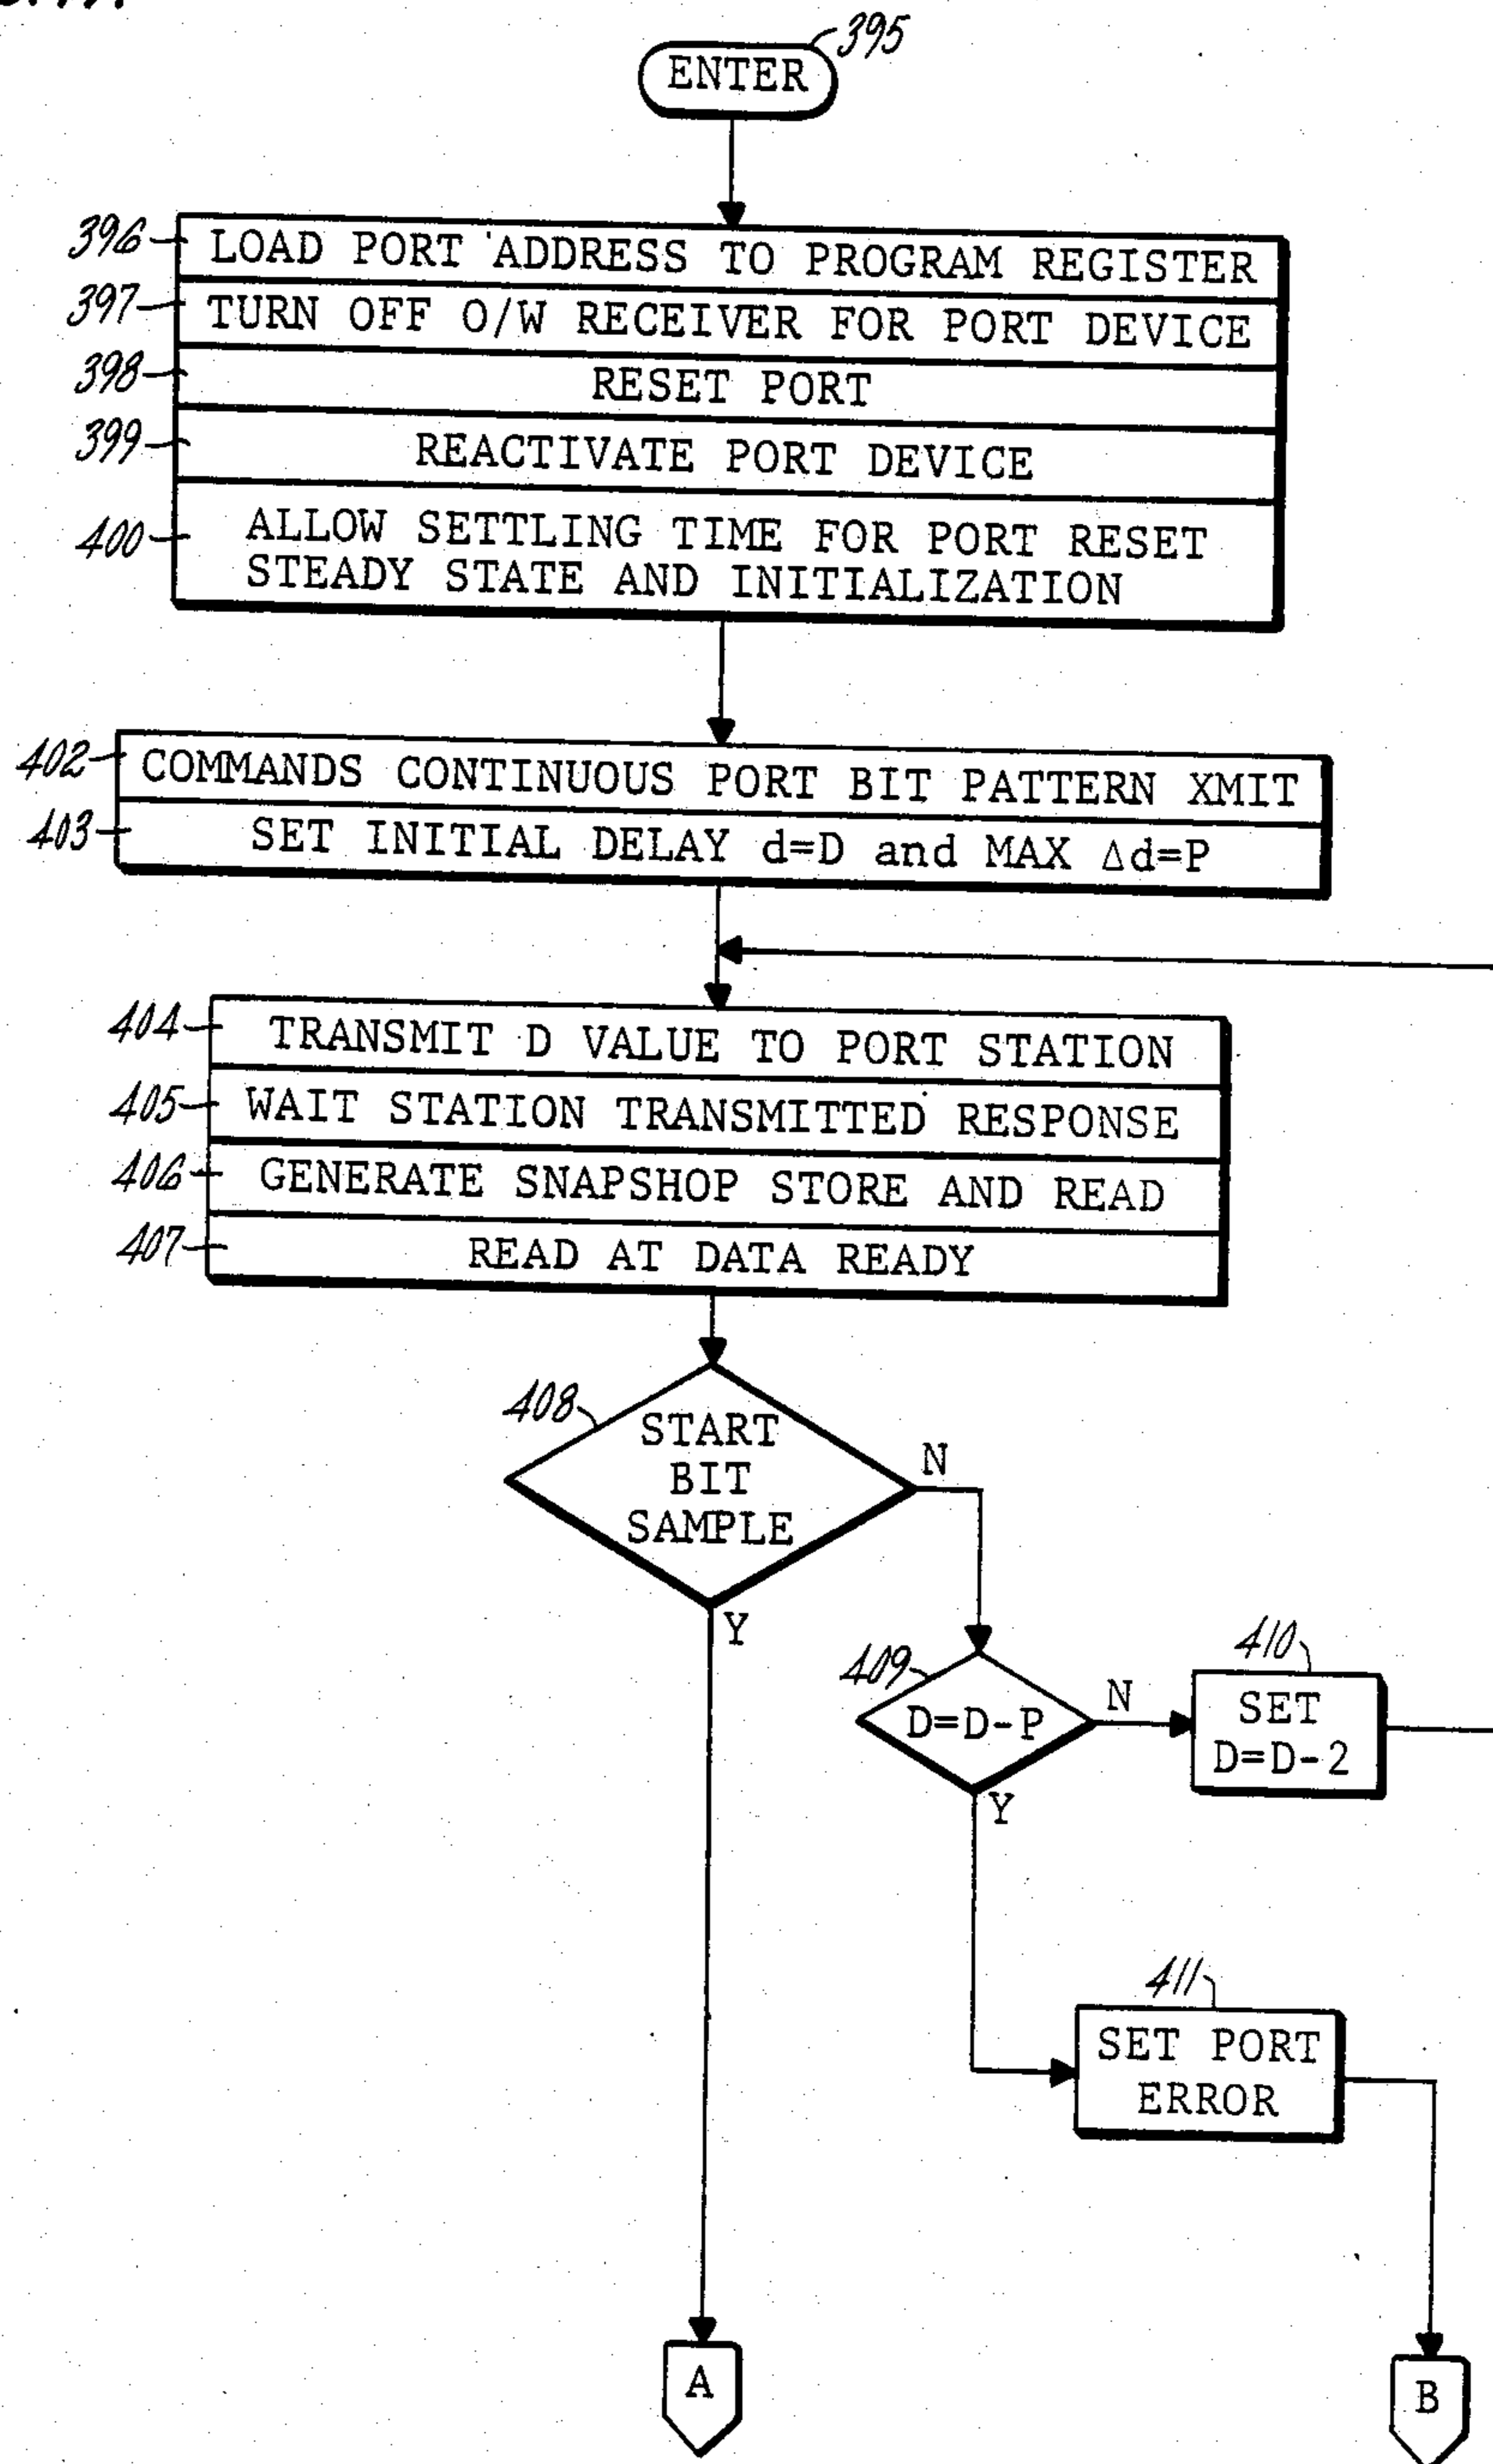 395
ENTER
396 LOAD PORT ADDRESS TO PROGRAM REGISTER
397 TURN OFF O/W RECEIVER FOR PORT DEVICE
398 RESET PORT
399 REACTIVATE PORT DEVICE
400 ALLOW SETTLING TIME FOR PORT RESET
STEADY STATE AND INITIALIZATION
402 COMMANDS CONTINUOUS PORT BIT PATTERN XMIT
403 SET INITIAL DELAY d=D and MAX Δd=P
404 TRANSMIT D VALUE TO PORT STATION
405 WAIT STATION TRANSMITTED RESPONSE
406 GENERATE SNAPSHOP STORE AND READ
407 READ AT DATA READY
408
START
BIT
SAMPLE
N
Y
409
D=D-P
N
Y
410
SET
D=D-2
411
SET PORT
ERROR
A
B